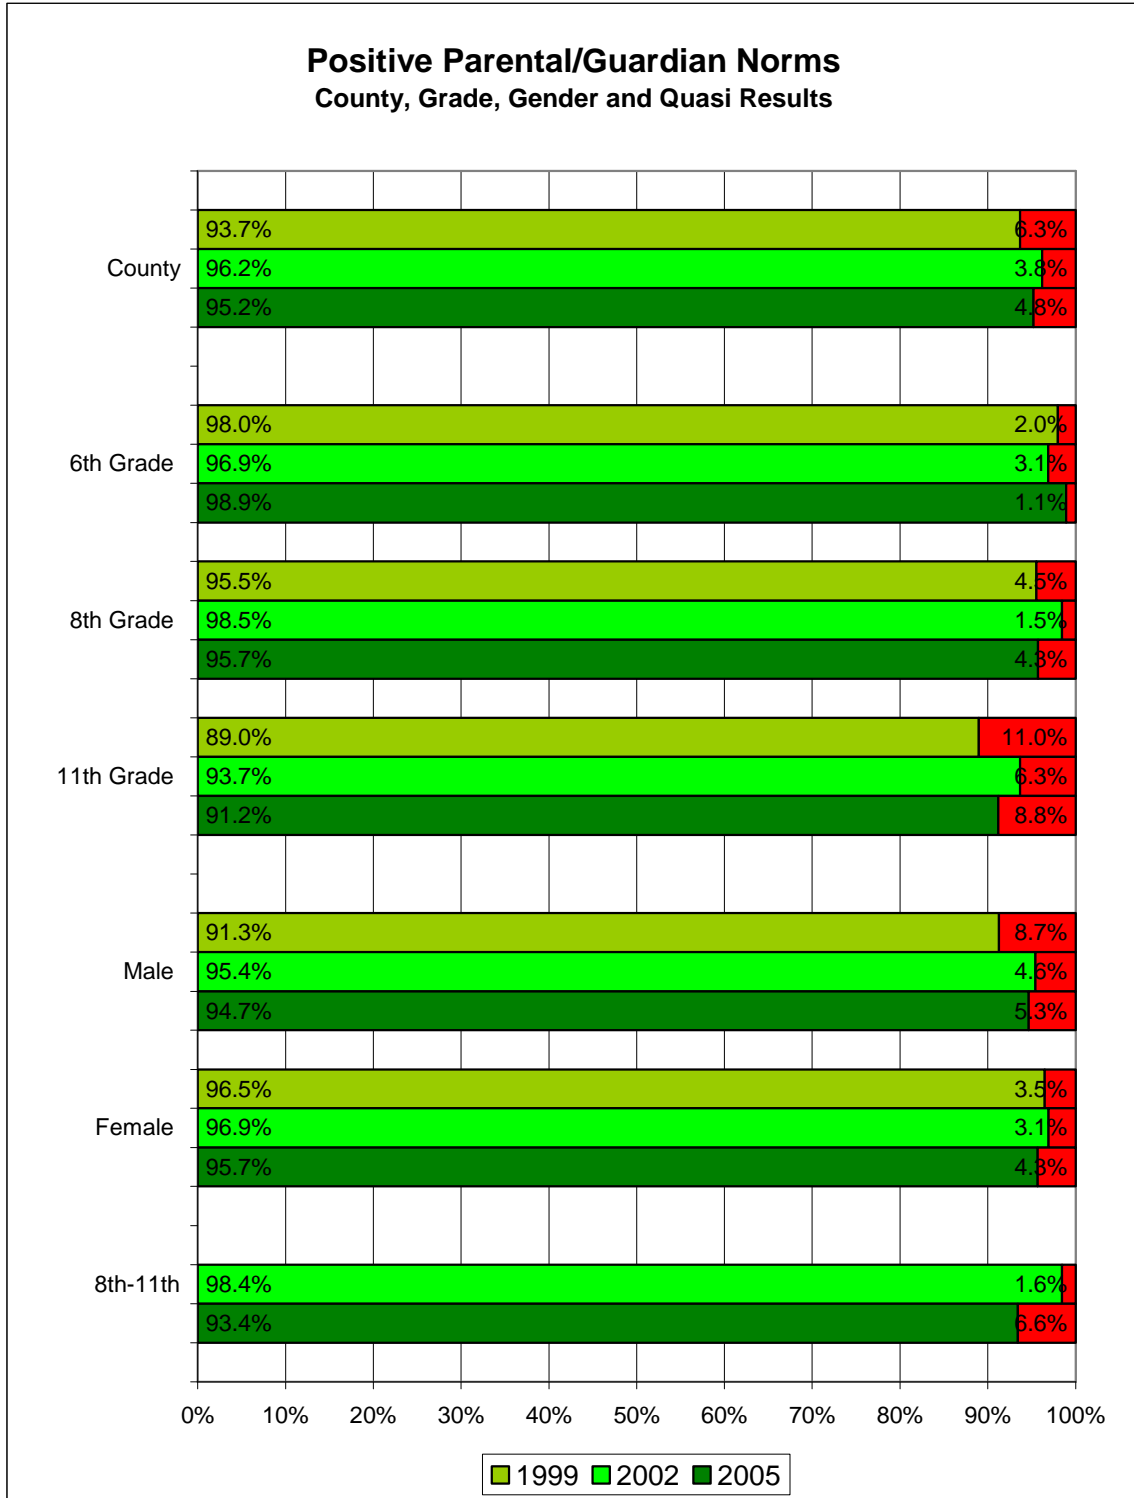 Positive Parental/Guardian Norms
County, Grade, Gender and Quasi Results
93.7% 6.3%
County 96.2% 3.8%
95.2% 4.8%
98.0% 2.0%
6th Grade 96.9% 3.1%
98.9% 1.1%
95.5% 4.5%
8th Grade 98.5% 1.5%
95.7% 4.3%
89.0% 11.0%
11th Grade 93.7% 6.3%
91.2% 8.8%
91.3% 8.7%
Male 95.4% 4.6%
94.7% 5.3%
96.5% 3.5%
Female 96.9% 3.1%
95.7% 4.3%
8th-11th 98.4% 1.6%
93.4% 6.6%
0% 10% 20% 30% 40% 50% 60% 70% 80% 90% 100%
1999 2002 2005